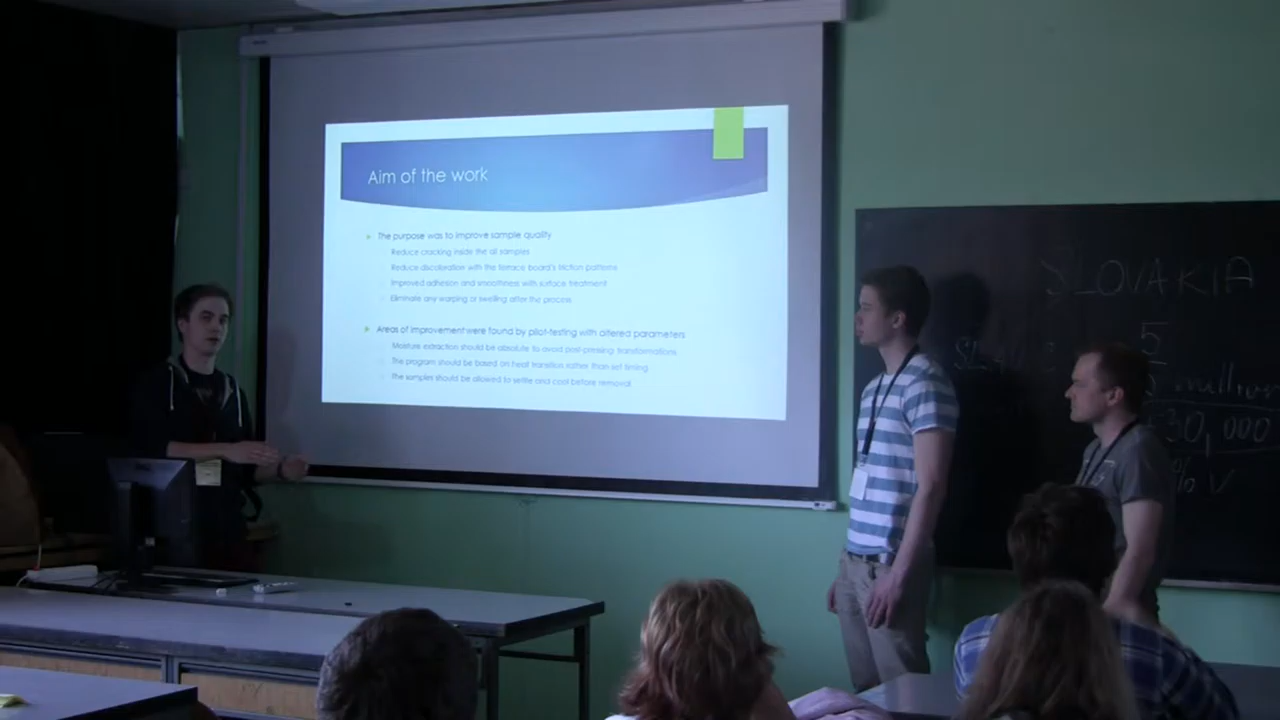 Aim of the work
The purpose was to improve sample quality
Reduce cracking inside the all samples
Reduce discoloration with the terrace board's friction patterns
Improved adhesion and smoothness with surface treatment
Eliminate any warping or swelling after the process
Areas of improvement were found by pilot-testing with altered parameters
Moisture extraction should be absolute to avoid post-pressing transformations
The program should be based on heat transition rather than set timing
The samples should be allowed to settle and cool before removal
SLOVAKIA
5
million
30,000
% V